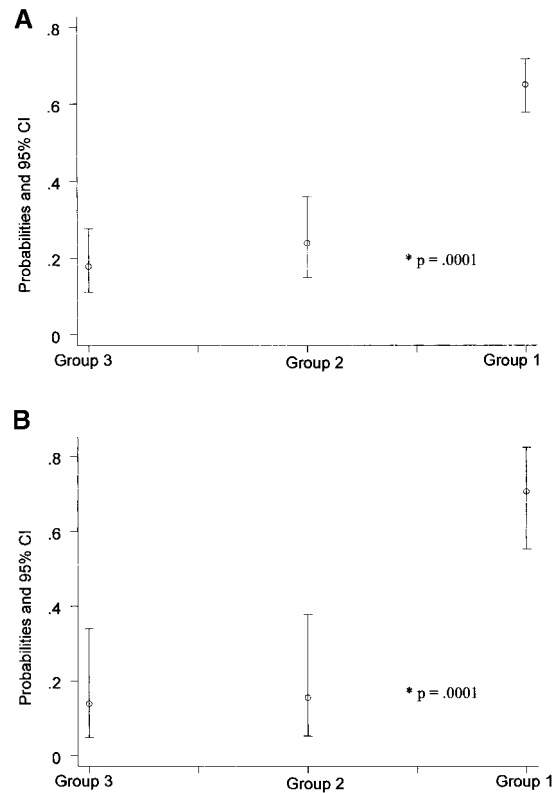 A
.8
.6
.4
.2
0
Probabilities and 95% CI
* p = .0001
Group 3
Group 2
Group 1
B
.8
.6
.4
.2
0
Probabilities and 95% CI
* p = .0001
Group 3
Group 2
Group 1